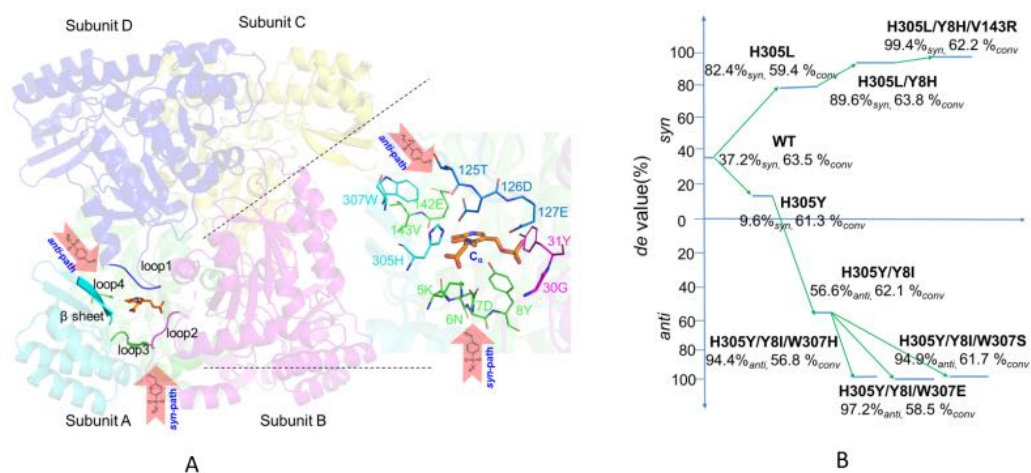 Subunit D
Subunit C
anti-path
loop1
loop4
β sheet
loop2
loop3
syn-path
Subunit A
Subunit B
anti-path
125T
126D
307W
142E
127E
143V
31Y
305H
Cα
30G
5K
7D
8Y
6N
syn-path
A
H305L/Y8H/V143R
99.4%syn, 62.2 %conv
H305L
82.4%syn, 59.4 %conv
H305L/Y8H
89.6%syn, 63.8 %conv
WT
37.2%syn, 63.5 %conv
H305Y
9.6%syn, 61.3 %conv
H305Y/Y8I
56.6%anti, 62.1 %conv
H305Y/Y8I/W307H
94.4%anti, 56.8 %conv
H305Y/Y8I/W307S
94.9%anti, 61.7 %conv
H305Y/Y8I/W307E
97.2%anti, 58.5 %conv
de value(%)
syn
anti
100
80
60
40
20
0
20
40
60
80
100
B